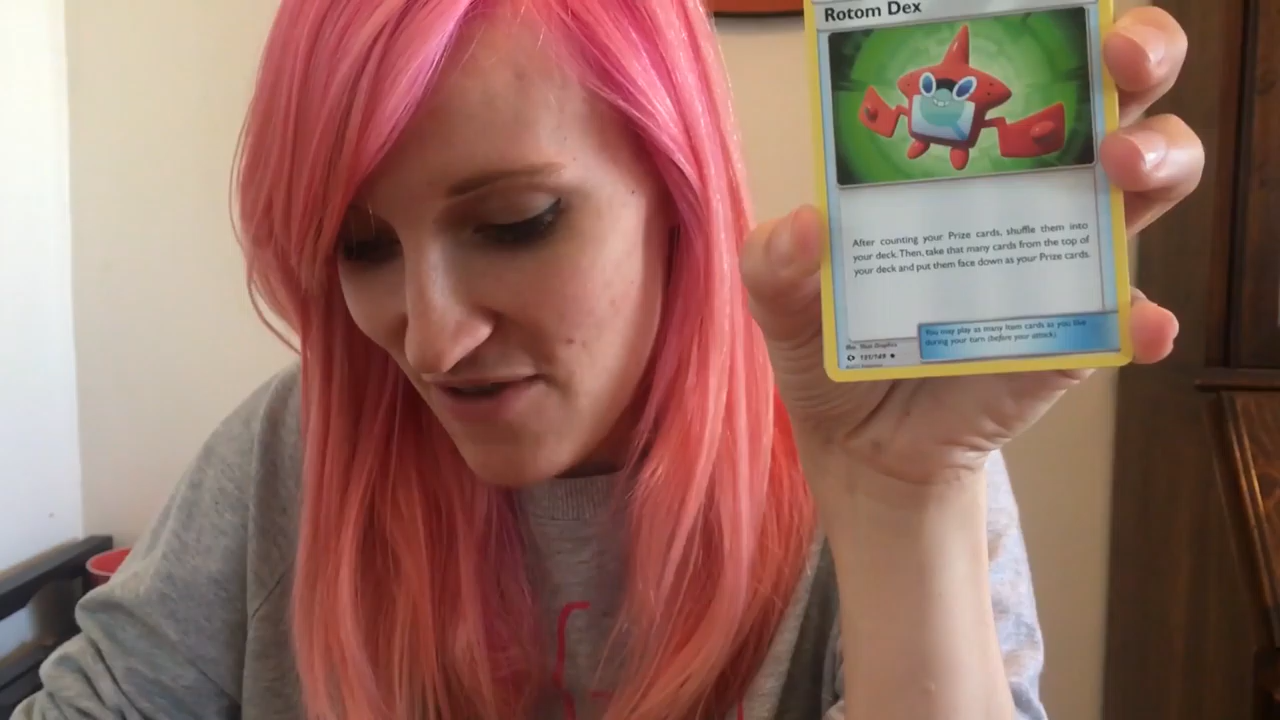 Rotom Dex
After counting your Prize cards, shuffle them into
your deck. Then, take that many cards from the top of
your deck and put them face down as your Prize cards.
You may play as many Item cards as you like
during your turn (before your attack).
131/149